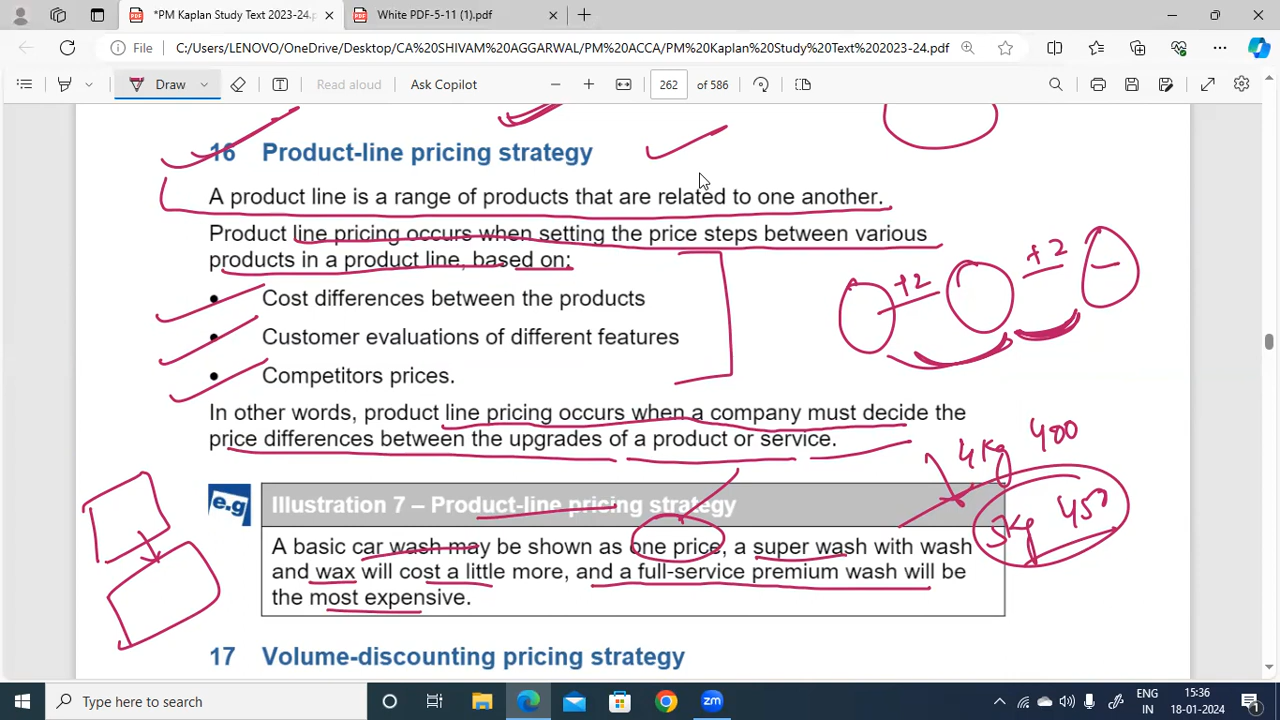 *PM Kaplan Study Text 2023-24.p
White PDF-5-11 (1).pdf
File
C:/Users/LENOVO/OneDrive/Desktop/CA%20SHIVAM%20AGGARWAL/PM%20ACCA/PM%20Kaplan%20Study%20Text%202023-24.pdf
Draw
Read aloud
Ask Copilot
262 of 586
16 Product-line pricing strategy
A product line is a range of products that are related to one another.
Product line pricing occurs when setting the price steps between various
products in a product line, based on:
+2
+2
• Cost differences between the products
• Customer evaluations of different features
• Competitors prices.
In other words, product line pricing occurs when a company must decide the
price differences between the upgrades of a product or service.
4kg 400
5kg 450
e.g Illustration 7 – Product-line pricing strategy
A basic car wash may be shown as one price, a super wash with wash
and wax will cost a little more, and a full-service premium wash will be
the most expensive.
17 Volume-discounting pricing strategy
Type here to search
zm
ENG
IN
15:36
18-01-2024
1